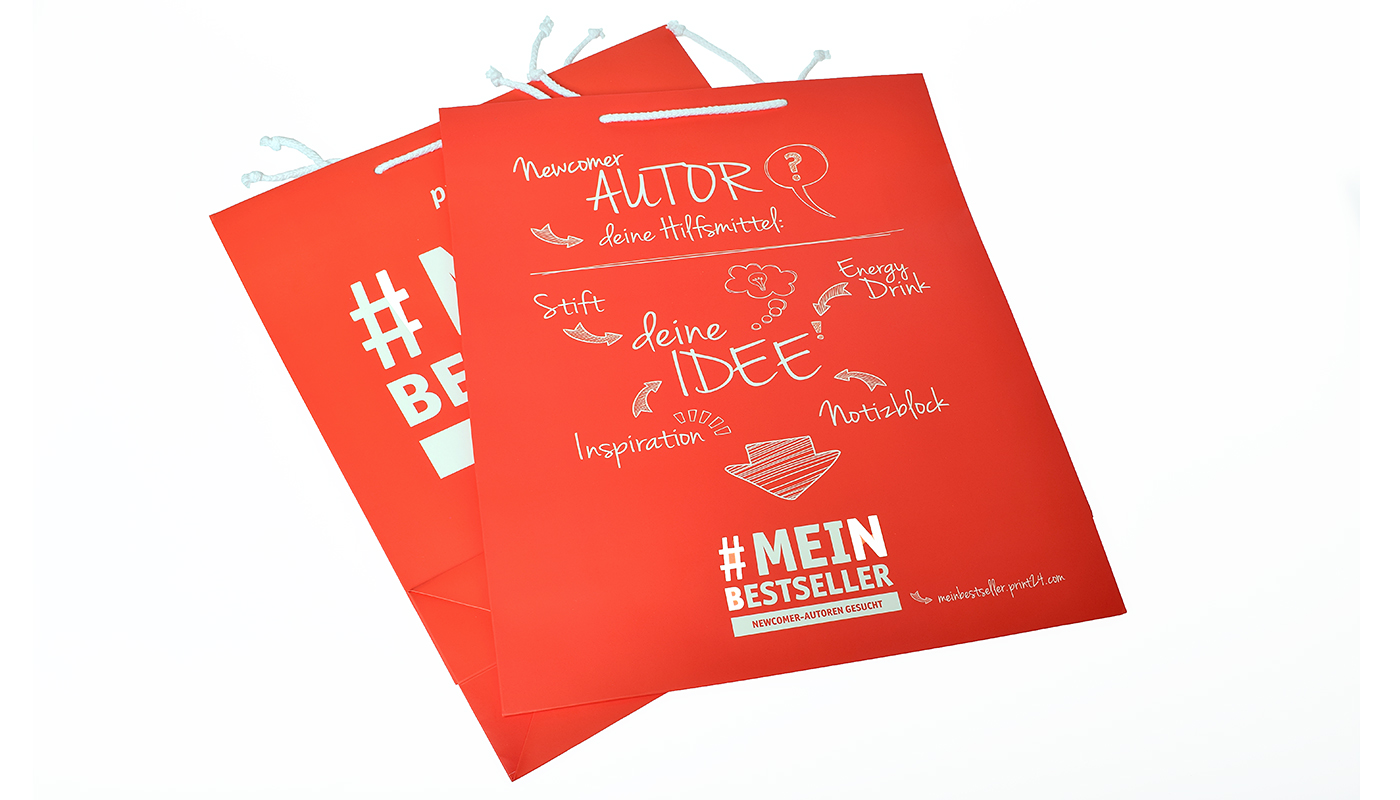 Newcomer
AUTOR
?
deine Hilfsmittel:
Stift
Energy
Drink
deine
IDEE!
Inspiration
Notizblock
#MEIN
BESTSELLER
NEWCOMER-AUTOREN GESUCHT
meinbestseller.print24.com
p
#M
BE